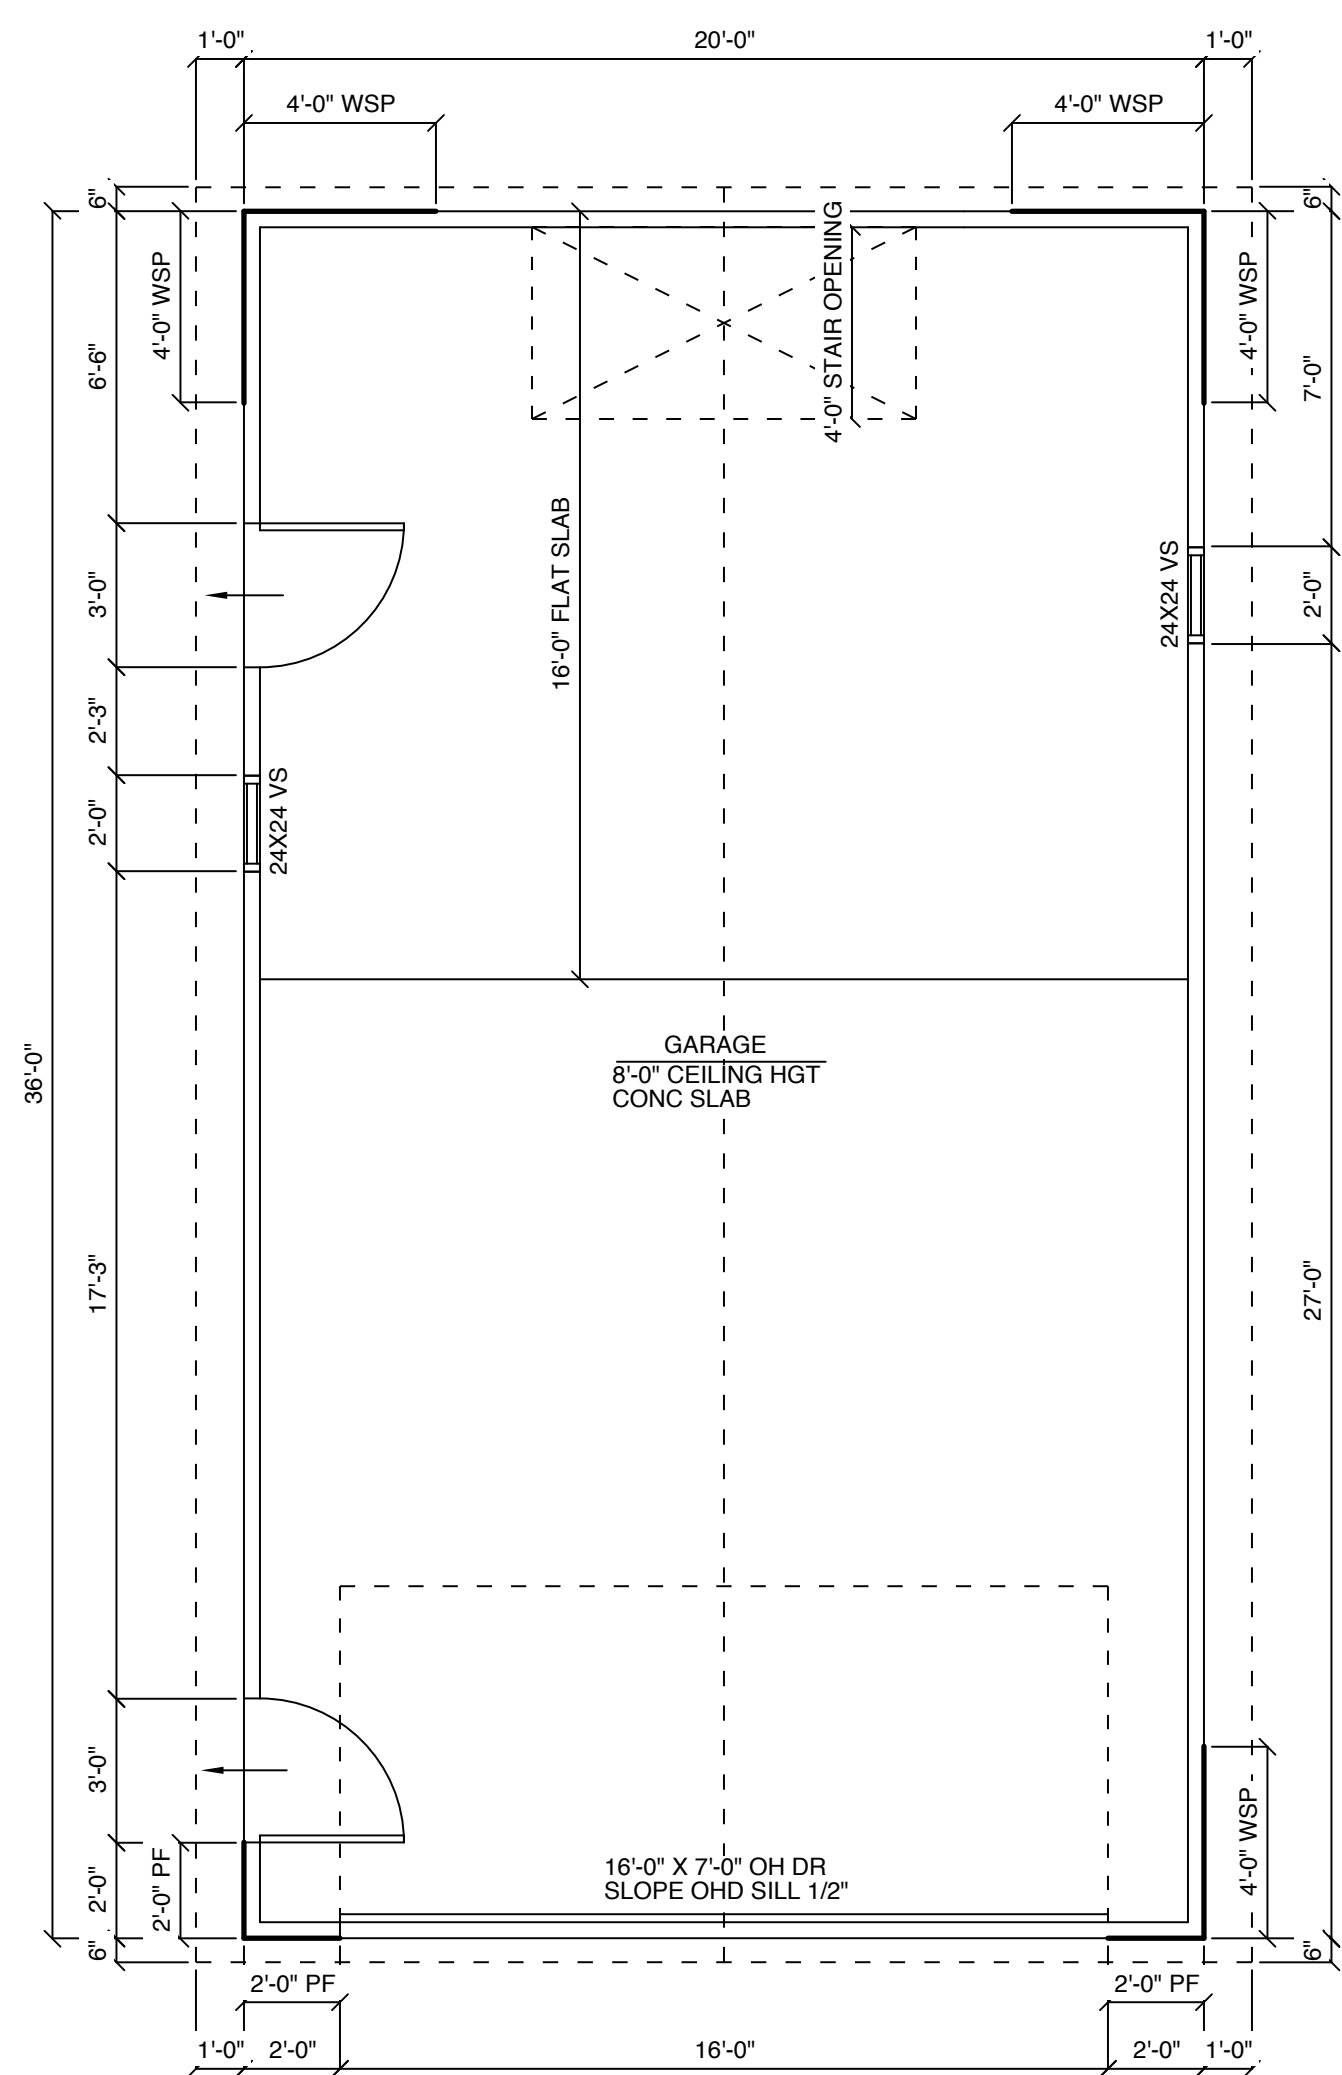 1'-0"
20'-0"
1'-0"
4'-0" WSP
4'-0" WSP
6"
6"
4'-0" WSP
4'-0" STAIR OPENING
4'-0" WSP
6'-6"
7'-0"
16'-0" FLAT SLAB
24X24 VS
3'-0"
2'-0"
2'-3"
24X24 VS
2'-0"
36'-0"
GARAGE
8'-0" CEILING HGT
CONC SLAB
17'-3"
27'-0"
3'-0"
4'-0" WSP
16'-0" X 7'-0" OH DR
SLOPE OHD SILL 1/2"
2'-0"
2'-0" PF
6"
6"
2'-0" PF
2'-0" PF
1'-0"
2'-0"
16'-0"
2'-0"
1'-0"